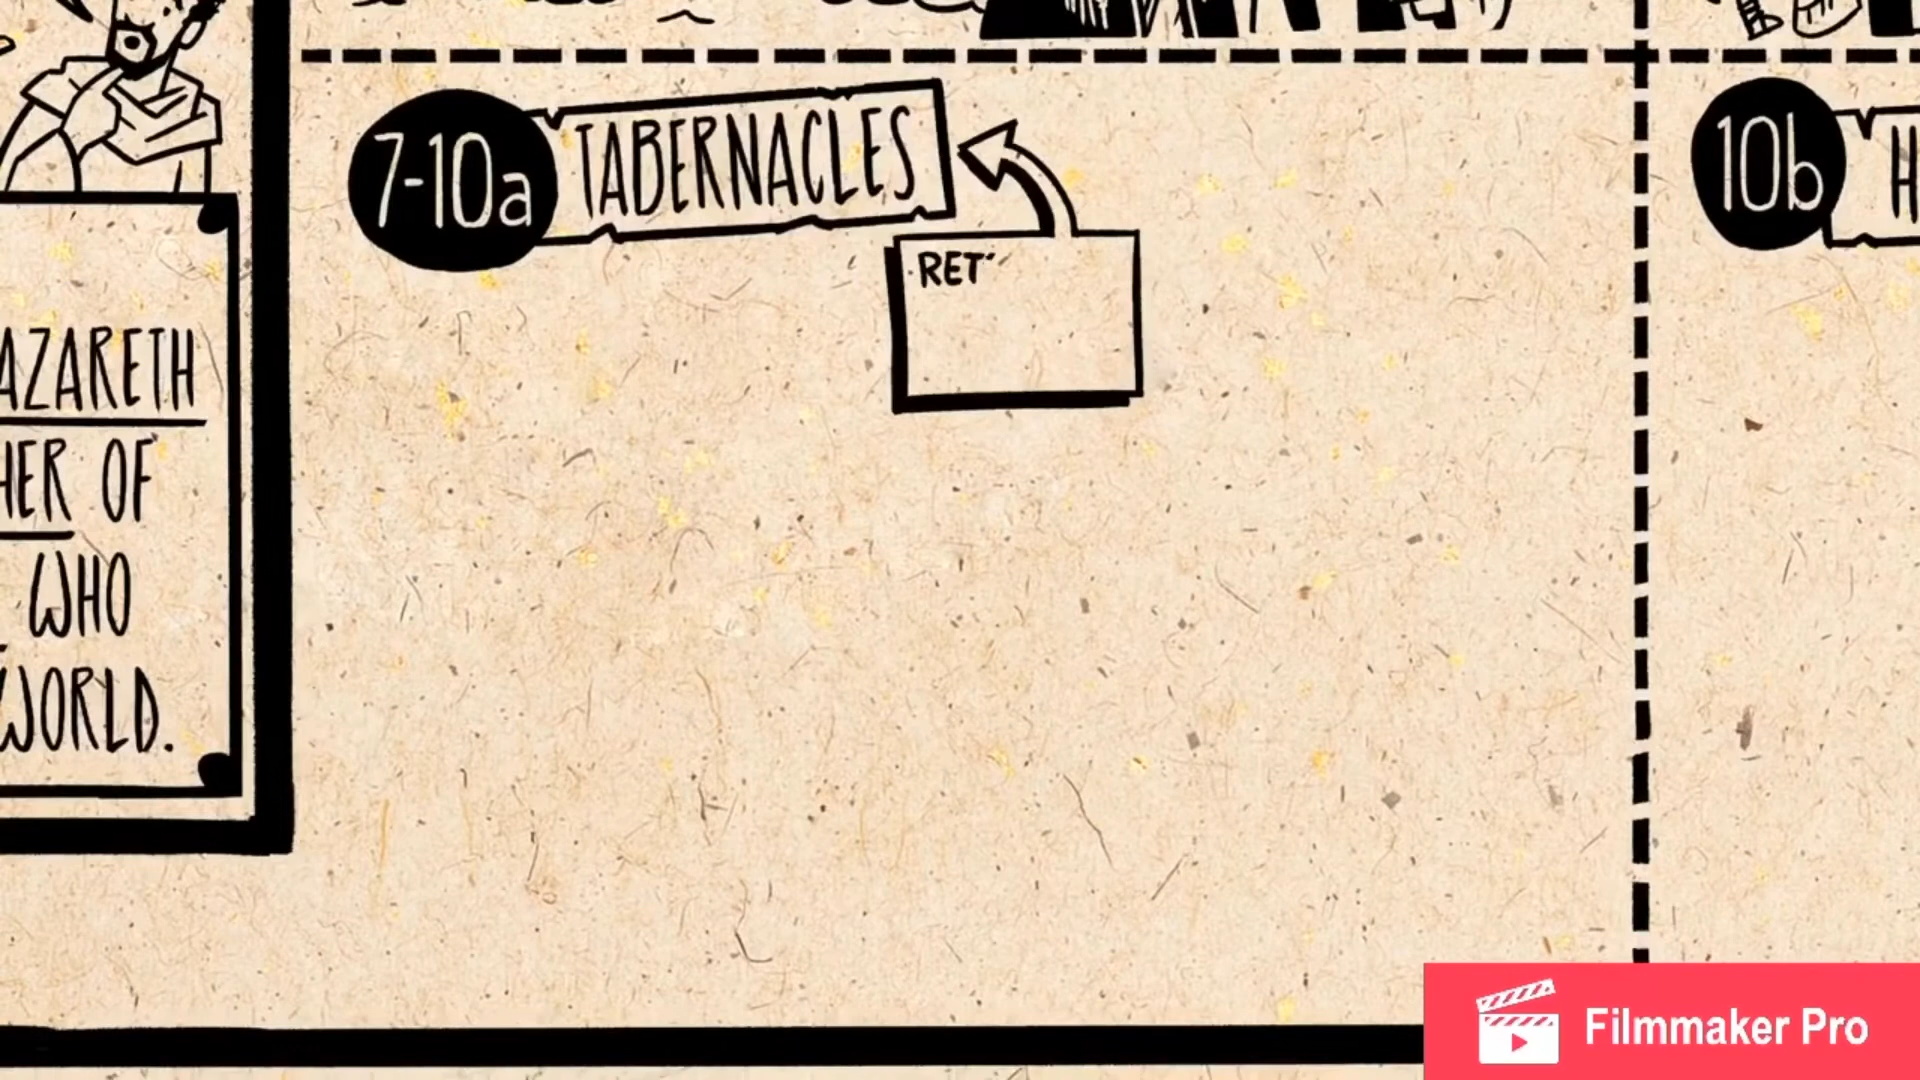 7-10a TABERNACLES
10b H
RET
AZARETH
HER OF
WHO
WORLD.
Filmmaker Pro